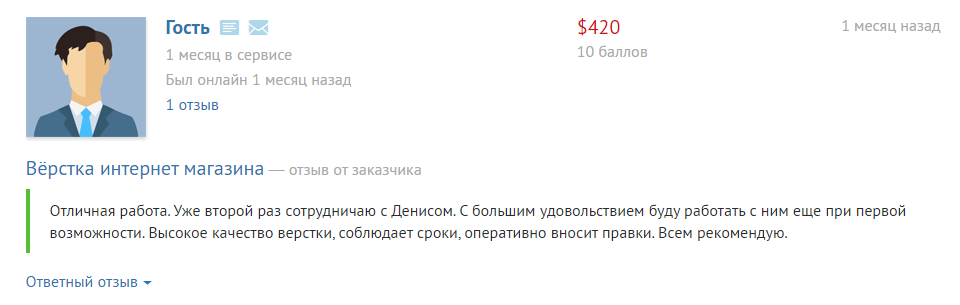 Гость
$420
1 месяц назад
1 месяц в сервисе
10 баллов
Был онлайн 1 месяц назад
1 отзыв
Вёрстка интернет магазина — отзыв от заказчика
Отличная работа. Уже второй раз сотрудничаю с Денисом. С большим удовольствием буду работать с ним еще при первой
возможности. Высокое качество верстки, соблюдает сроки, оперативно вносит правки. Всем рекомендую.
Ответный отзыв